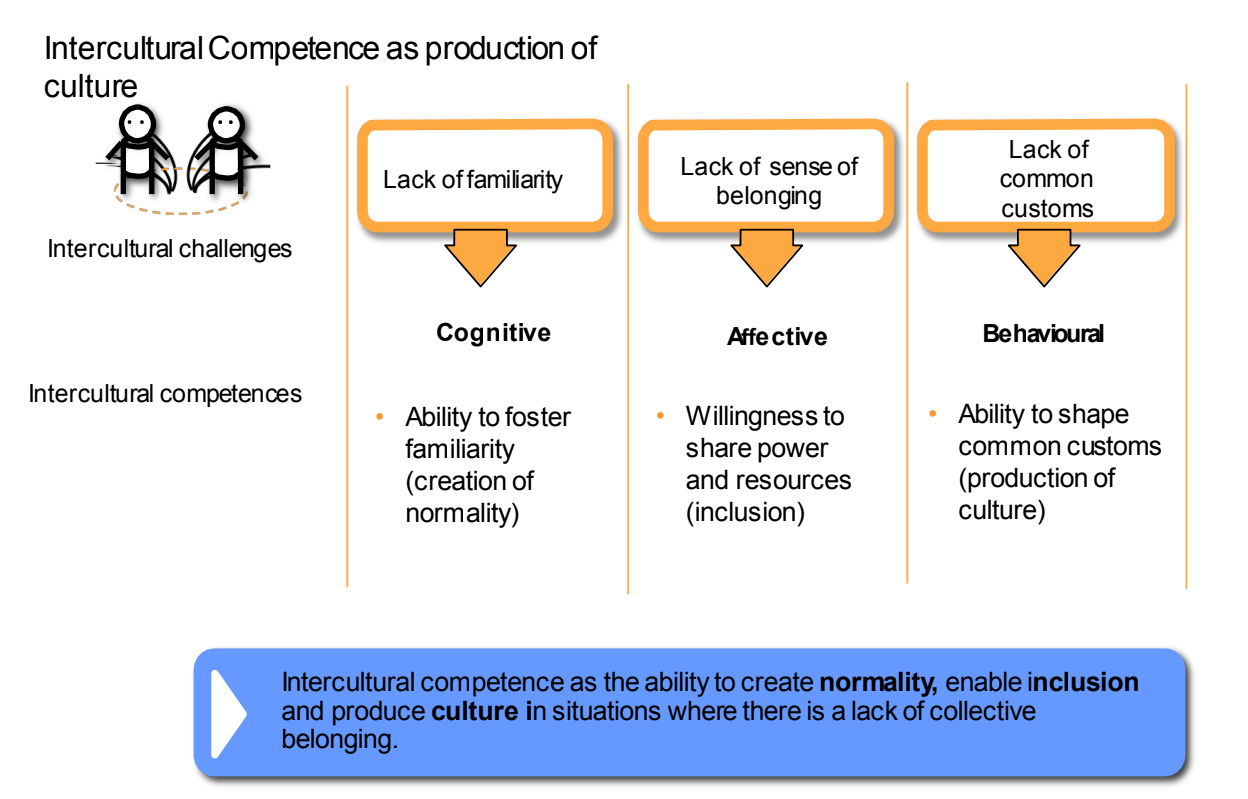 Intercultural Competence as production of
culture
Intercultural challenges
Lack of familiarity
Lack of sense of
belonging
Lack of
common
customs
Intercultural competences
Cognitive
Affective
Behavioural
• Ability to foster
familiarity
(creation of
normality)
• Willingness to
share power
and resources
(inclusion)
• Ability to shape
common customs
(production of
culture)
Intercultural competence as the ability to create normality, enable inclusion
and produce culture in situations where there is a lack of collective
belonging.